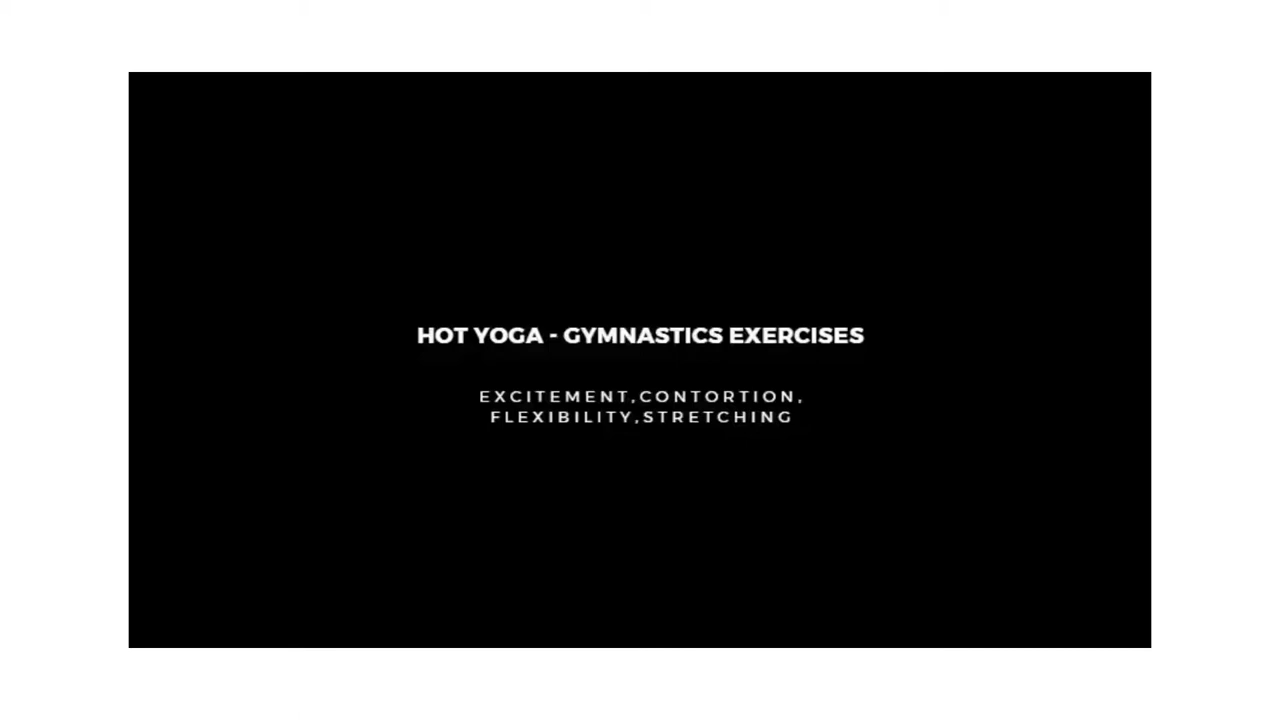 HOT YOGA - GYMNASTICS EXERCISES
EXCITEMENT,CONTORTION,
FLEXIBILITY,STRETCHING